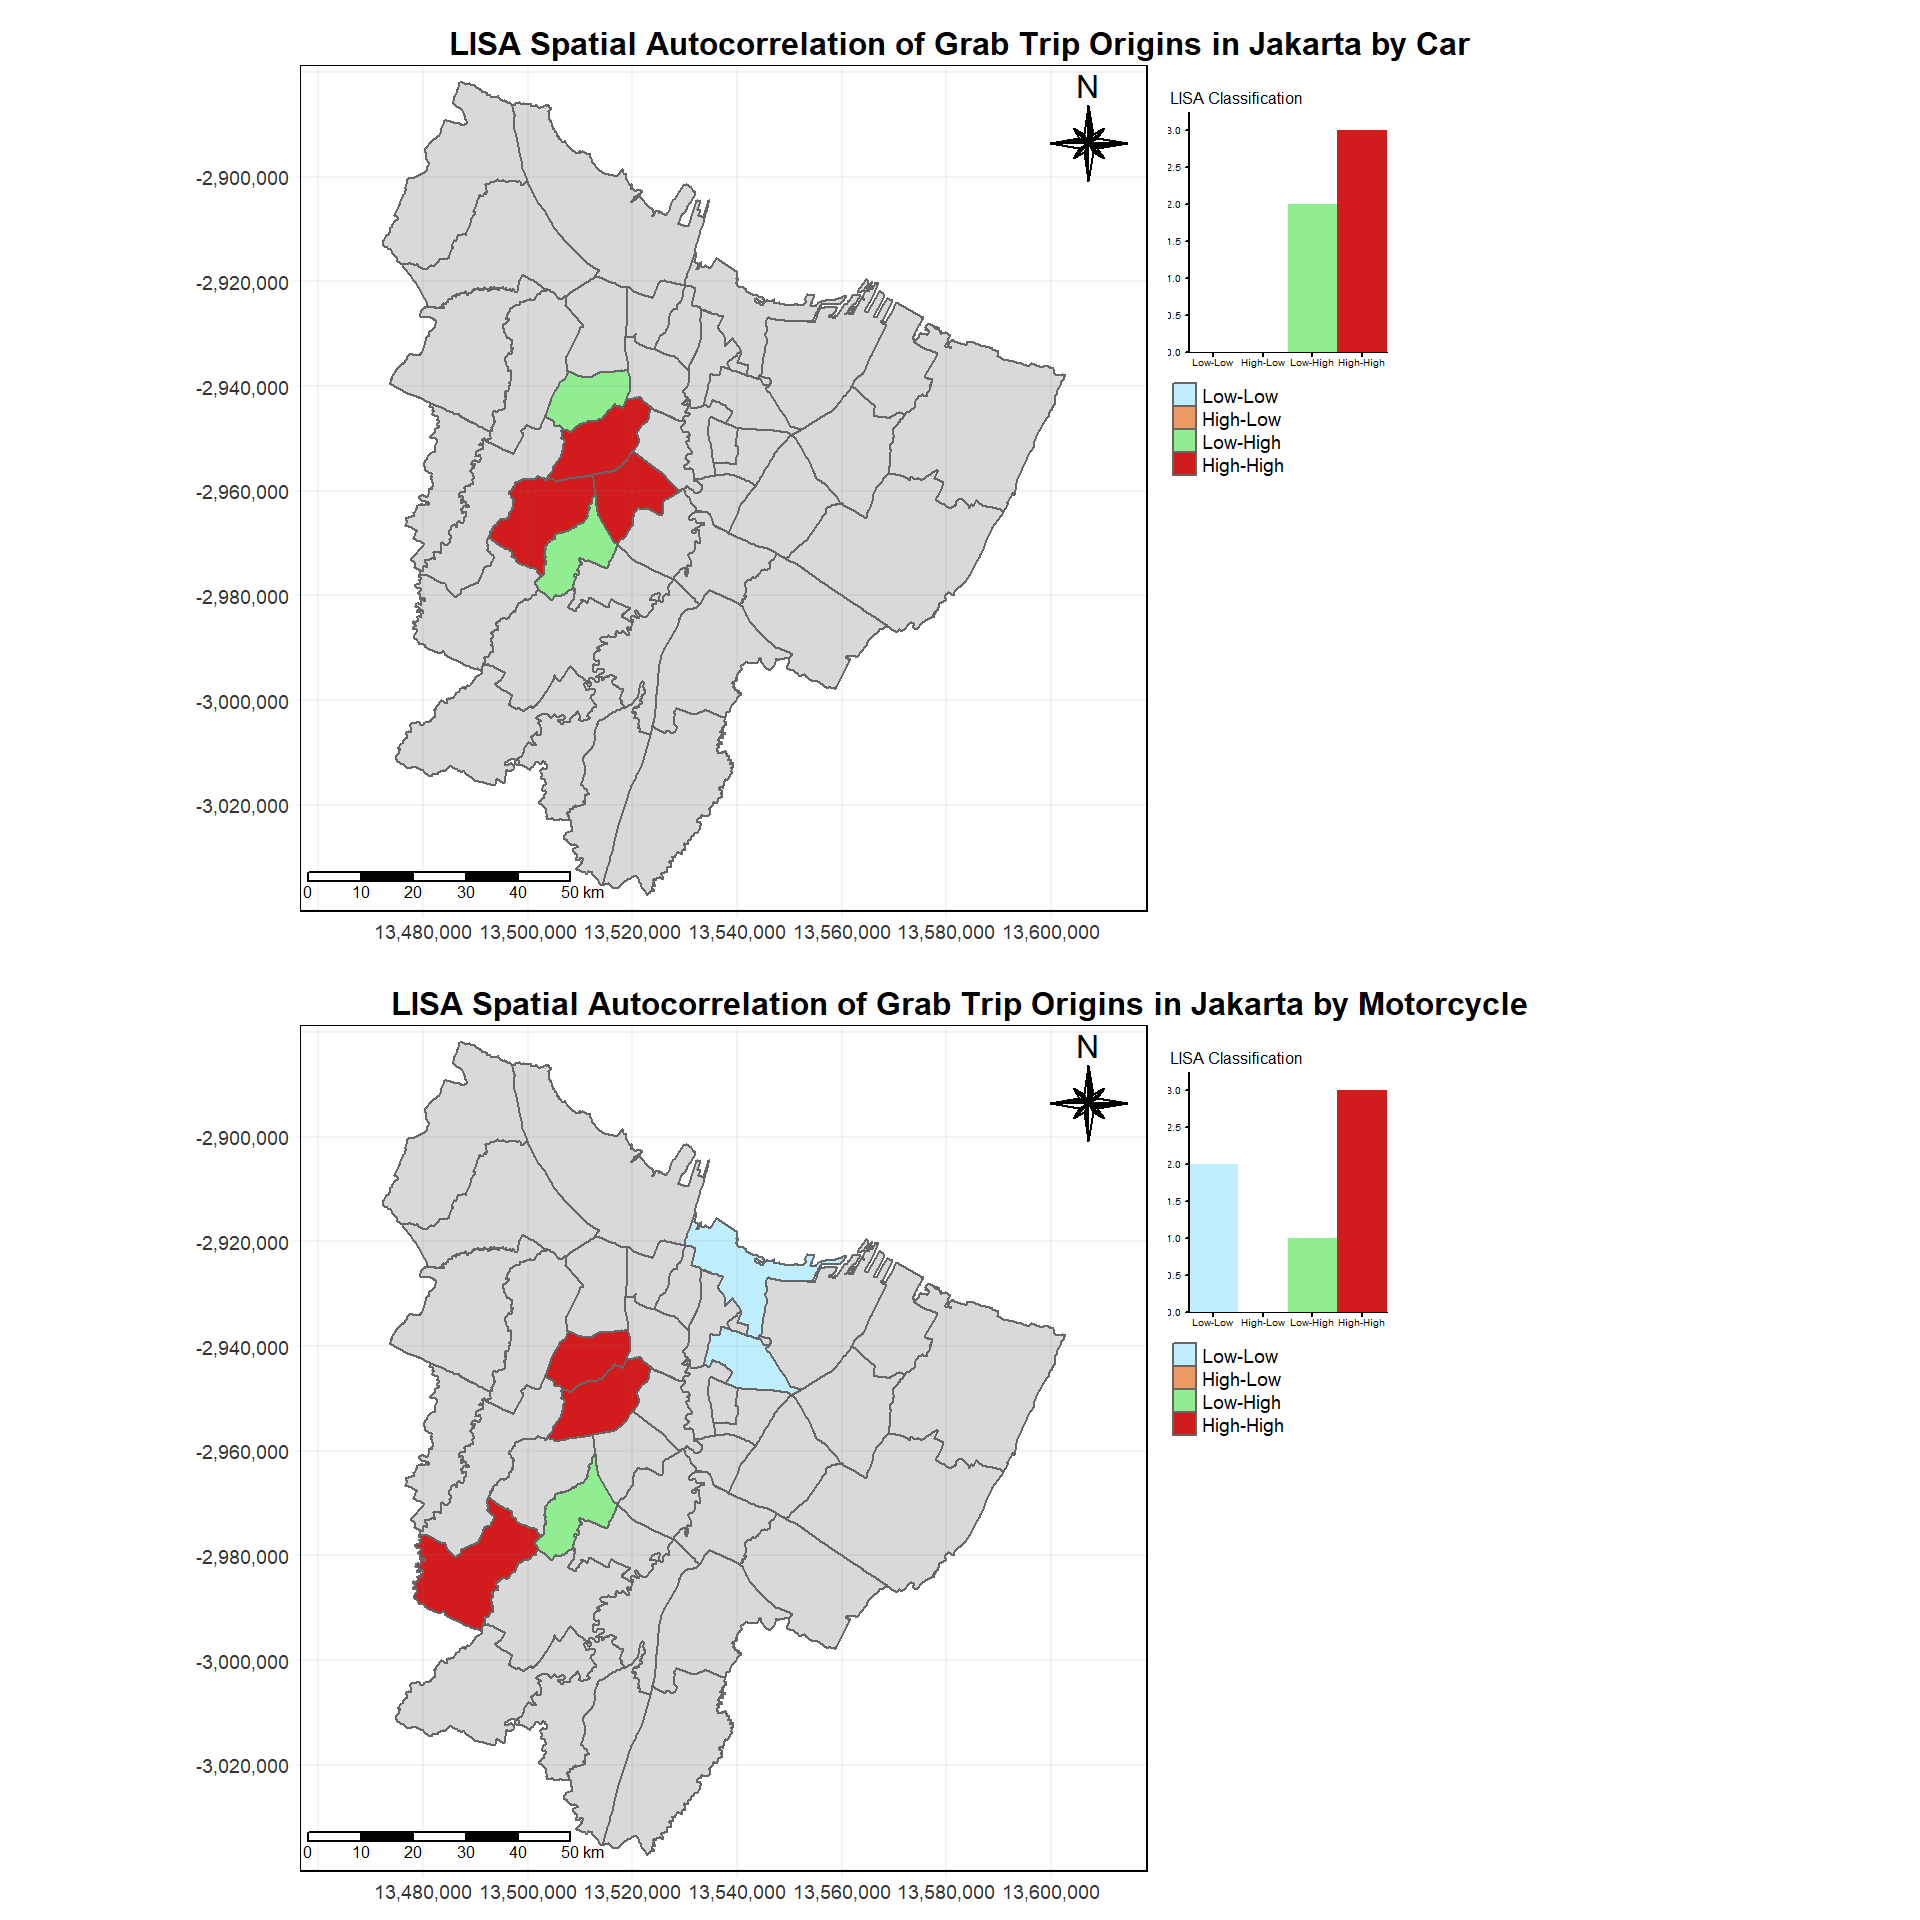 LISA Spatial Autocorrelation of Grab Trip Origins in Jakarta by Car
N
LISA Classification
3.0
2.5
2.0
1.5
1.0
0.5
0.0
Low-Low High-Low Low-High High-High
Low-Low
High-Low
Low-High
High-High
-2,900,000
-2,920,000
-2,940,000
-2,960,000
-2,980,000
-3,000,000
-3,020,000
0 10 20 30 40 50 km
13,480,000 13,500,000 13,520,000 13,540,000 13,560,000 13,580,000 13,600,000
LISA Spatial Autocorrelation of Grab Trip Origins in Jakarta by Motorcycle
N
LISA Classification
3.0
2.5
2.0
1.5
1.0
0.5
0.0
Low-Low High-Low Low-High High-High
Low-Low
High-Low
Low-High
High-High
-2,900,000
-2,920,000
-2,940,000
-2,960,000
-2,980,000
-3,000,000
-3,020,000
0 10 20 30 40 50 km
13,480,000 13,500,000 13,520,000 13,540,000 13,560,000 13,580,000 13,600,000